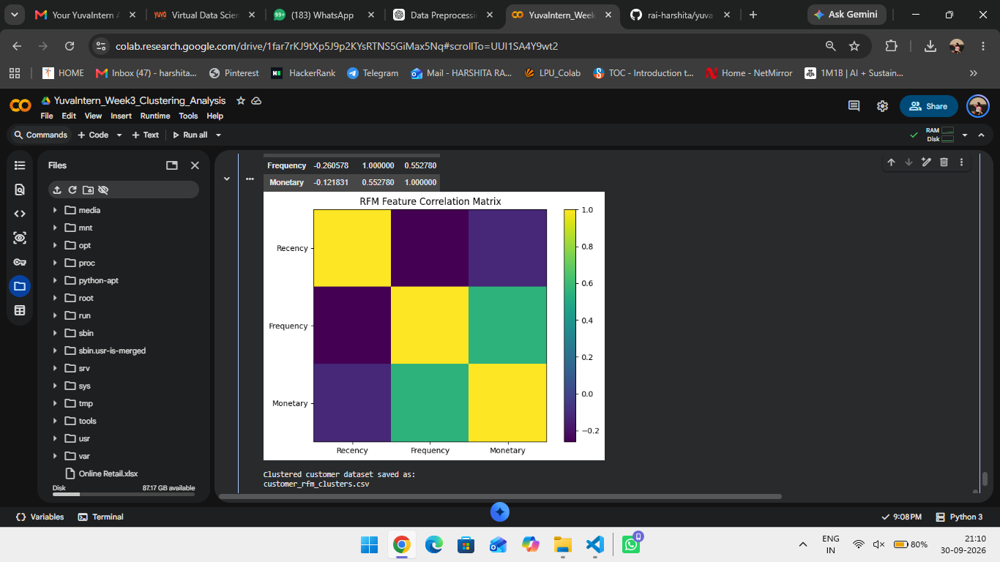 Your YuvaIntern A
yuva Virtual Data Scien
99+ (183) WhatsApp
Data Preprocessi
YuvaIntern_Week
rai-harshita/yuva
Ask Gemini
colab.research.google.com/drive/1far7rKJ9tXp5J9p2KYsRTNS5GiMax5Nq#scrollTo=UUI1SA4Y9wt2
HOME
Inbox (47) - harshita...
Pinterest
HackerRank
Telegram
Mail - HARSHITA RA...
LPU_Colab
TOC - Introduction t...
Home - NetMirror
1M1B | AI + Sustain...
YuvaIntern_Week3_Clustering_Analysis
File Edit View Insert Runtime Tools Help
Share
Commands + Code + Text Run all
RAM
Disk
Files
media
mnt
opt
proc
python-apt
root
run
sbin
sbin.usr-is-merged
srv
sys
tmp
tools
usr
var
Online Retail.xlsx
Disk 87.17 GB available
Frequency -0.260578 1.000000 0.552780
Monetary -0.121831 0.552780 1.000000
RFM Feature Correlation Matrix
Recency
Frequency
Monetary
Recency Frequency Monetary
1.0
0.8
0.6
0.4
0.2
0.0
−0.2
Clustered customer dataset saved as:
customer_rfm_clusters.csv
Variables Terminal
9:08 PM Python 3
ENG
IN
80%
21:10
30-09-2026